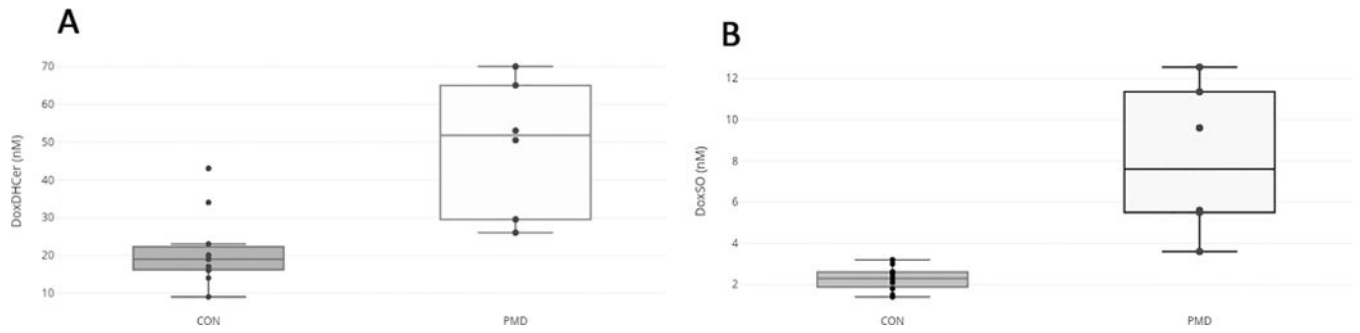 A
70
60
50
40
30
20
10
DoxDHCer (nM)
CON
PMD
B
12
10
8
6
4
2
DoxSO (nM)
CON
PMD